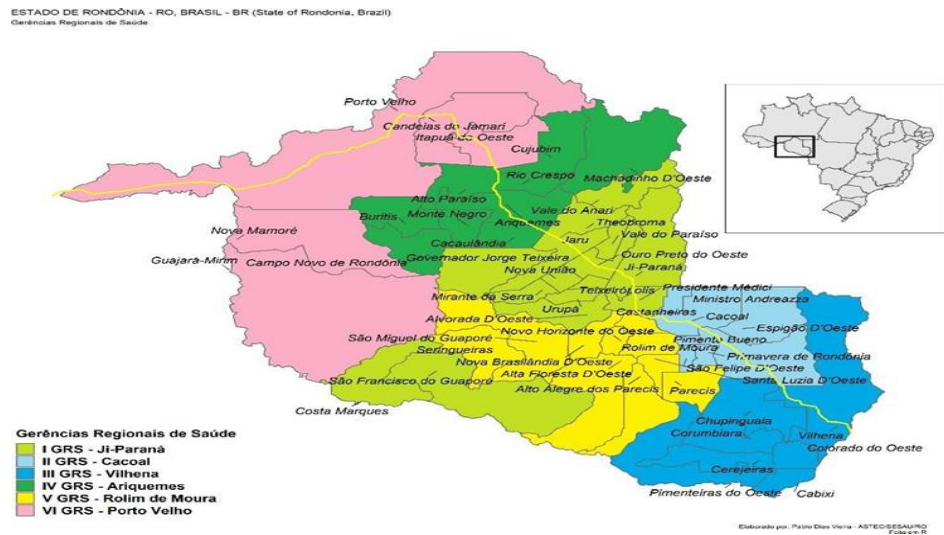 ESTADO DE RONDÔNIA - RO, BRASIL - BR (State of Rondonia, Brazil)
Gerências Regionais de Saúde
Porto Velho
Candeias do Jamari
Itapuã do Oeste
Cujubim
Rio Crespo
Machadinho D'Oeste
Alto Paraíso
Buritis
Monte Negro
Ariquemes
Vale do Anari
Theobroma
Vale do Paraíso
Nova Mamoré
Cacaulândia
Jaru
Guajará-Mirim
Campo Novo de Rondônia
Governador Jorge Teixeira
Ouro Preto do Oeste
Nova União
Ji-Paraná
Mirante da Serra
Teixeirópolis
Presidente Médici
Ministro Andreazza
Urupá
Castanheiras
Cacoal
Alvorada D'Oeste
Espigão D'Oeste
São Miguel do Guaporé
Novo Horizonte do Oeste
Pimenta Bueno
Seringueiras
Rolim de Moura
Primavera de Rondônia
Nova Brasilândia D'Oeste
São Felipe D'Oeste
Alta Floresta D'Oeste
Santa Luzia D'Oeste
São Francisco do Guaporé
Alto Alegre dos Parecis
Parecis
Costa Marques
Chupinguaia
Corumbiara
Vilhena
Colorado do Oeste
Cerejeiras
Pimenteiras do Oeste
Cabixi
Gerências Regionais de Saúde
I GRS - Ji-Paraná
II GRS - Cacoal
III GRS - Vilhena
IV GRS - Ariquemes
V GRS - Rolim de Moura
VI GRS - Porto Velho
Elaborado por: Pablo Dias Vieira - ASTEC/SESAU/RO